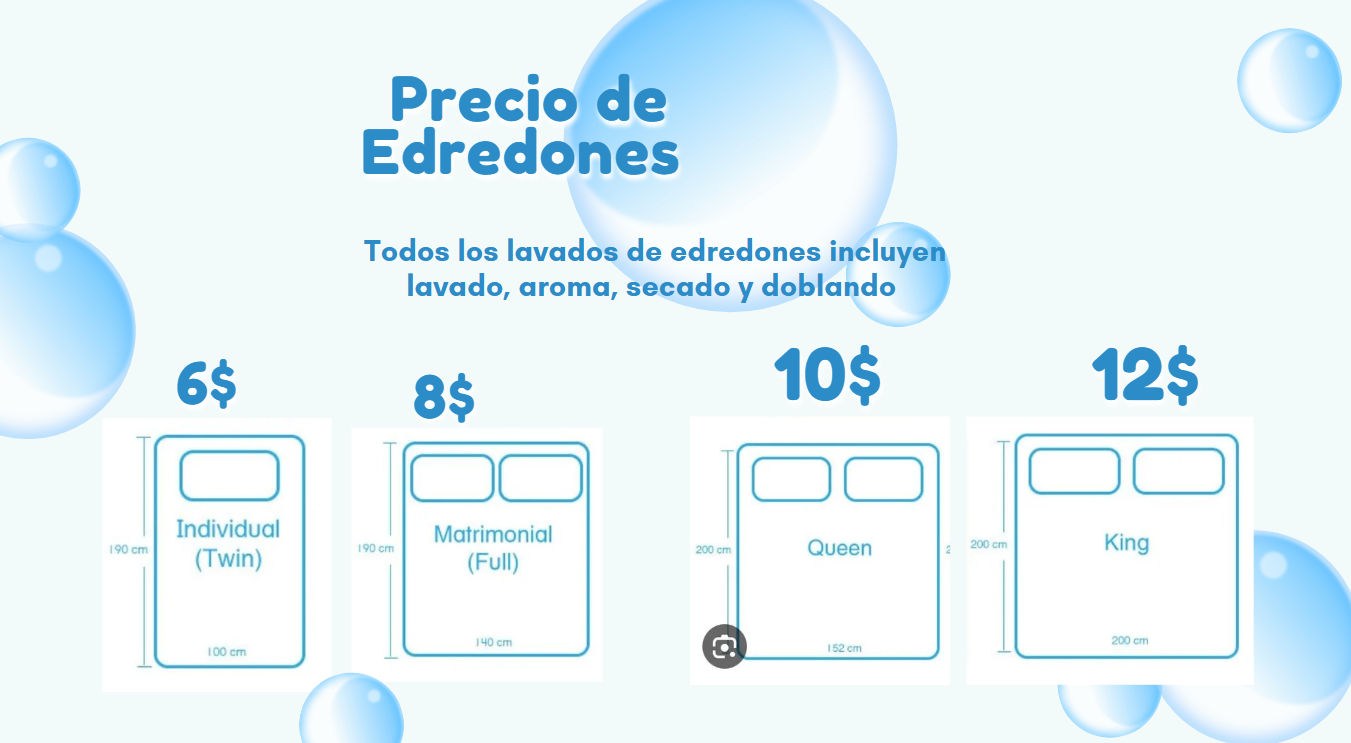 Precio de
Edredones
Todos los lavados de edredones incluyen
lavado, aroma, secado y doblando
6$
8$
10$
12$
190 cm
Individual
(Twin)
100 cm
190 cm
Matrimonial
(Full)
140 cm
200 cm
Queen
2
152 cm
200 cm
King
200 cm